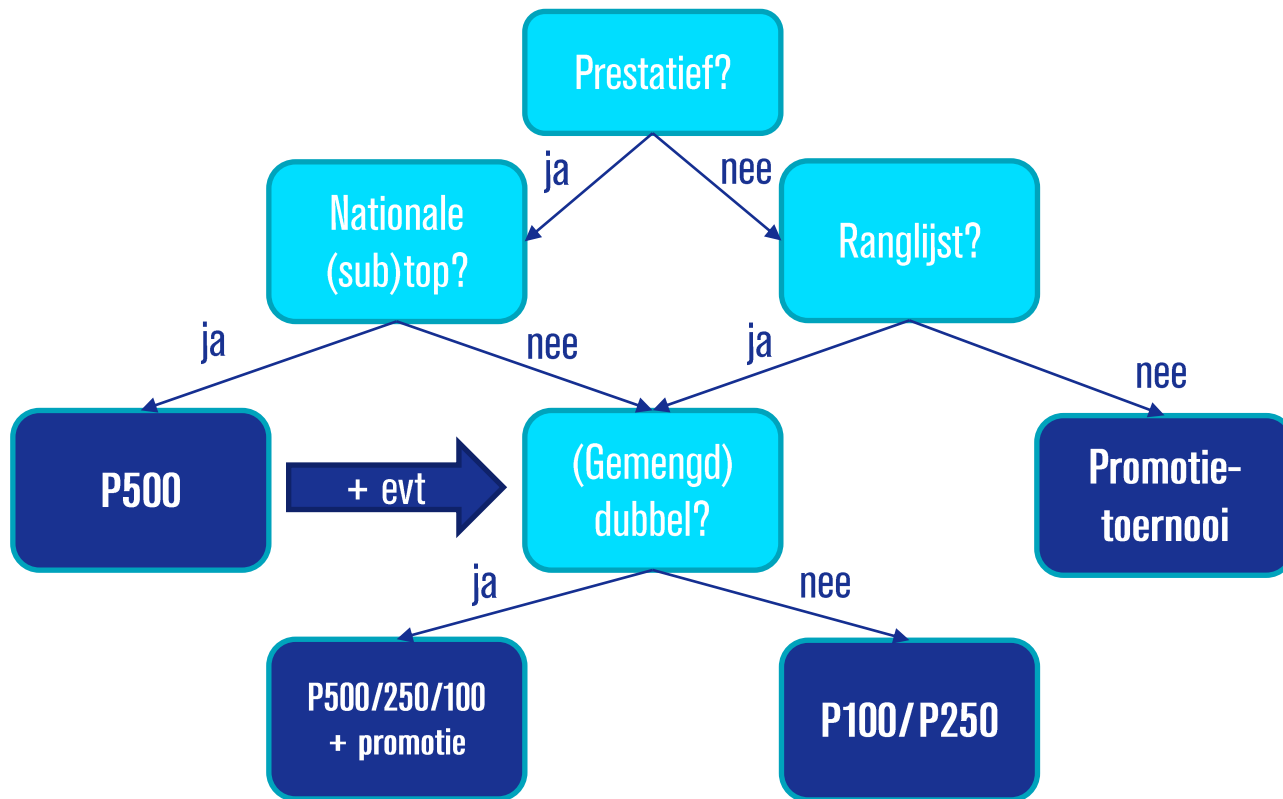 Prestatief?
ja
nee
Nationale
(sub)top?
Ranglijst?
ja
nee
ja
nee
P500
+ evt
(Gemengd)
dubbel?
Promotie-
toernooi
ja
nee
P500/250/100
+ promotie
P100/P250